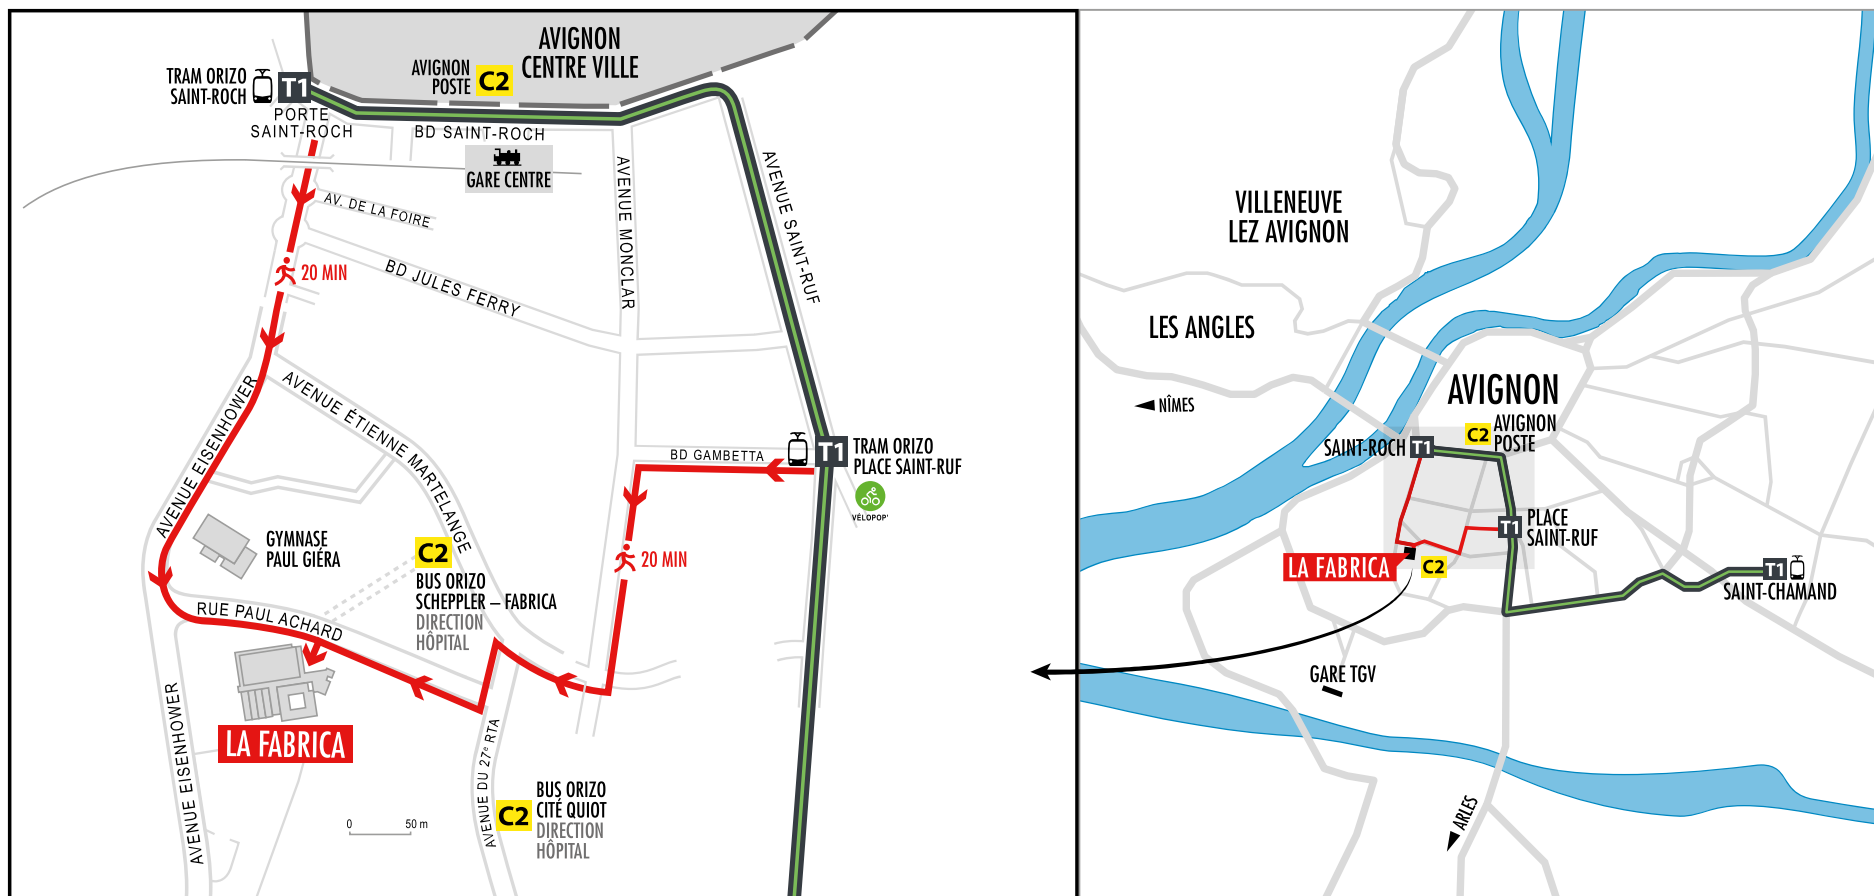 AVIGNON
CENTRE VILLE
AVIGNON
POSTE
C2
TRAM ORIZO
SAINT-ROCH
T1
PORTE
SAINT-ROCH
BD SAINT-ROCH
GARE CENTRE
AVENUE MONCLAR
AVENUE SAINT-RUF
AV. DE LA FOIRE
20 MIN
BD JULES FERRY
AVENUE EISENHOWER
AVENUE ÉTIENNE MARTELANGE
BD GAMBETTA
T1
TRAM ORIZO
PLACE SAINT-RUF
VÉLOPOP'
GYMNASE
PAUL GIÉRA
C2
BUS ORIZO
SCHEPPLER – FABRICA
DIRECTION
HÔPITAL
20 MIN
RUE PAUL ACHARD
LA FABRICA
AVENUE EISENHOWER
AVENUE DU 27e RTA
C2
BUS ORIZO
CITÉ QUIOT
DIRECTION
HÔPITAL
0 50 m
VILLENEUVE
LEZ AVIGNON
LES ANGLES
NÎMES
AVIGNON
C2
AVIGNON
POSTE
SAINT-ROCH
T1
PLACE
SAINT-RUF
T1
LA FABRICA
C2
T1
SAINT-CHAMAND
GARE TGV
ARLES